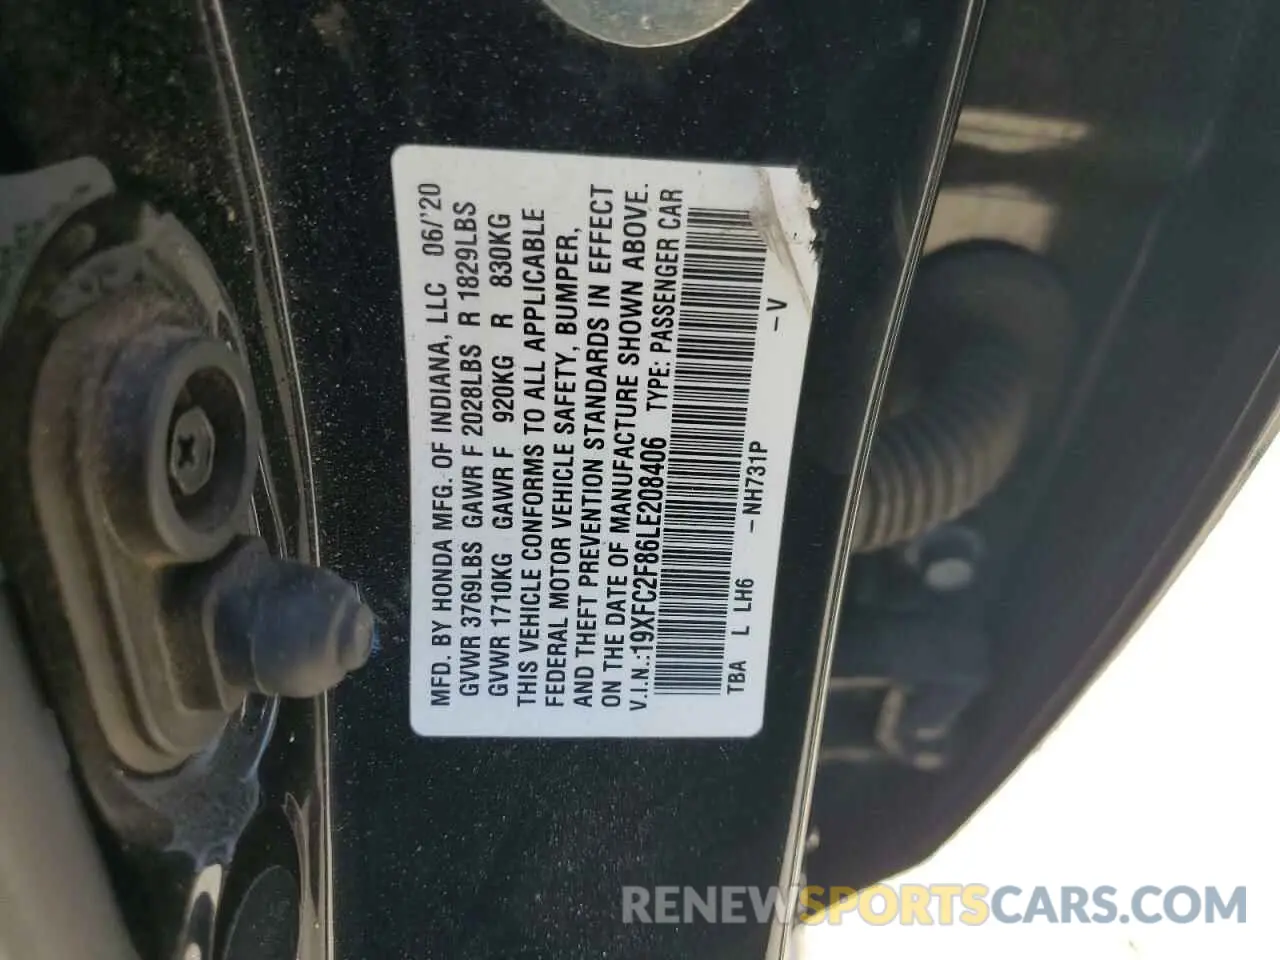 MFD. BY HONDA MFG. OF INDIANA, LLC 06/'20
GVWR 3769LBS GAWR F 2028LBS R 1829LBS
GVWR 1710KG GAWR F 920KG R 830KG
THIS VEHICLE CONFORMS TO ALL APPLICABLE
FEDERAL MOTOR VEHICLE SAFETY, BUMPER,
AND THEFT PREVENTION STANDARDS IN EFFECT
ON THE DATE OF MANUFACTURE SHOWN ABOVE.
V.I.N.:19XFC2F86LE208406 TYPE: PASSENGER CAR
TBA L LH6 -NH731P -V
RENEWSPORTSCARS.COM